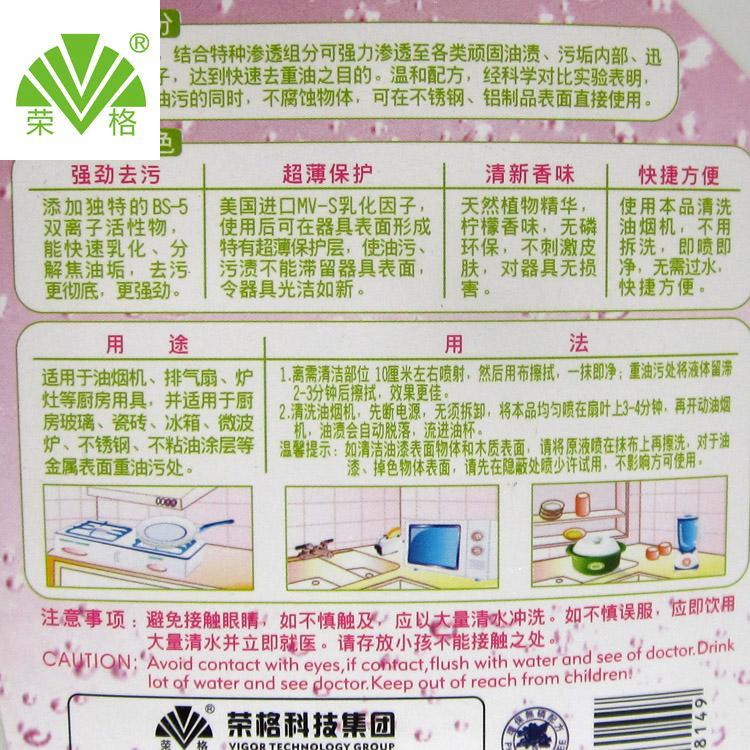 分
®
荣 格
结合特种渗透组分可强力渗透至各类顽固油渍、污垢内部、迅
子，达到快速去重油之目的。温和配方，经科学对比实验表明，
油污的同时，不腐蚀物体，可在不锈钢、铝制品表面直接使用。
色
强劲去污
添加独特的BS-5
双离子活性物，
能快速乳化、分
解焦油垢，去污
更彻底，更强劲。
超薄保护
美国进口MV-S乳化因子，
使用后可在器具表面形成
特有超薄保护层，使油污、
污渍不能滞留器具表面，
令器具光洁如新。
清新香味
天然植物精华，
柠檬香味，无磷
环保，不刺激皮
肤，对器具无损
害。
快捷方便
使用本品清洗
油烟机，不用
拆洗，即喷即
净，无需过水，
快捷方便。
用 途
适用于油烟机、排气扇、炉
灶等厨房用具，并适用于厨
房玻璃、瓷砖、冰箱、微波
炉、不锈钢、不粘油涂层等
金属表面重油污处。
用 法
1.离需清洁部位10厘米左右喷射，然后用布擦拭，一抹即净；重油污处将液体留滞
2-3分钟后擦拭，效果更佳。
2.清洗油烟机，先断电源，无须拆卸，将本品均匀喷在扇叶上3-4分钟，再开动油烟
机，油渍会自动脱落，流进油杯。
温馨提示：如清洁油漆表面物体和木质表面，请将原液喷在抹布上再擦洗，对于油
漆、掉色物体表面，请先在隐蔽处喷少许试用，不影响方可使用。
注意事项：避免接触眼睛，如不慎触及，应以大量清水冲洗。如不慎误服，应即饮用
大量清水并立即就医。请存放小孩不能接触之处。
CAUTION: Avoid contact with eyes,if contact,flush with water and see of doctor.Drink
lot of water and see doctor.Keep out of reach from children!
荣 格 ®
荣格科技集团
VIGOR TECHNOLOGY GROUP
8149